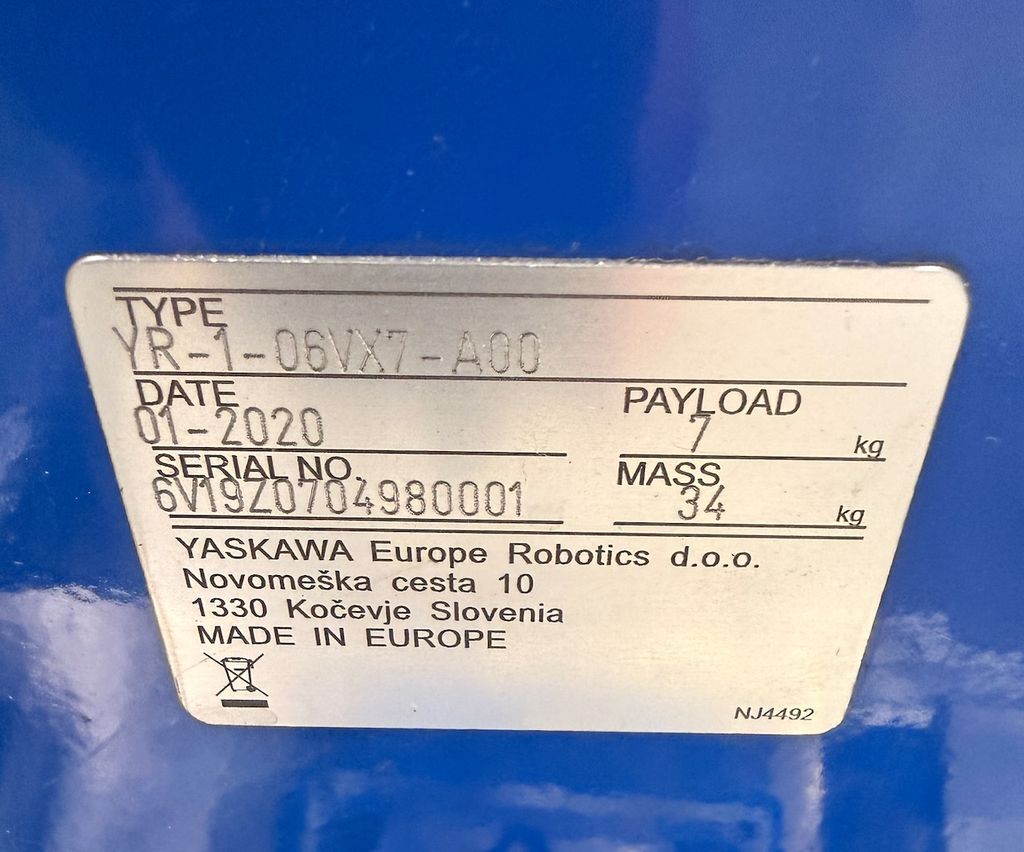 TYPE
YR-1-06VX7-A00
DATE
01-2020
PAYLOAD
7 kg
SERIAL NO.
6V19Z0704980001
MASS
34 kg
YASKAWA Europe Robotics d.o.o.
Novomeška cesta 10
1330 Kočevje Slovenia
MADE IN EUROPE
NJ4492